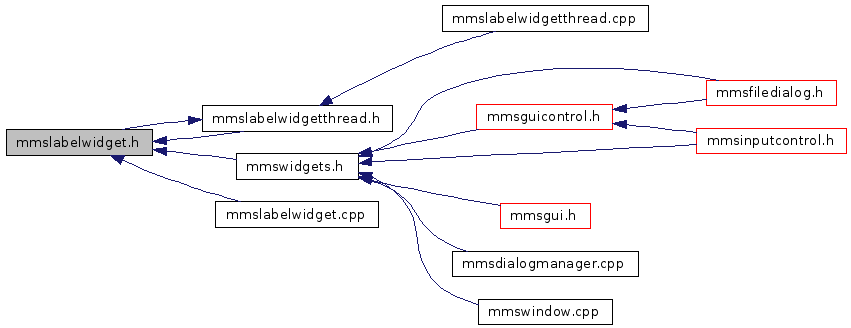 mmslabelwidgetthread.cpp
mmsfiledialog.h
mmslabelwidgetthread.h
mmsguicontrol.h
mmslabelwidget.h
mmsinputcontrol.h
mmswidgets.h
mmslabelwidget.cpp
mmsgui.h
mmsdialogmanager.cpp
mmswindow.cpp